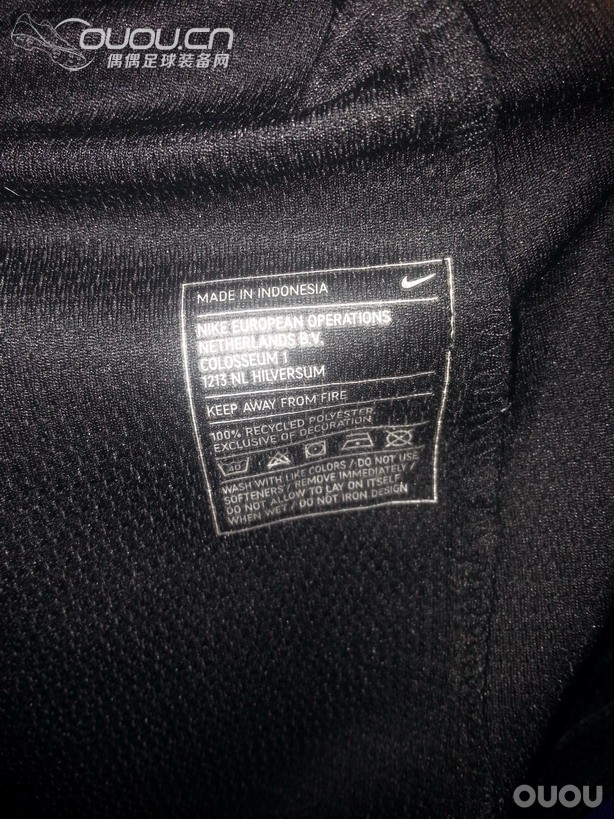 OUOU.CN
偶偶足球装备网
MADE IN INDONESIA
NIKE EUROPEAN OPERATIONS
NETHERLANDS B.V.
COLOSSEUM 1
1213 NL HILVERSUM
KEEP AWAY FROM FIRE
100% RECYCLED POLYESTER
EXCLUSIVE OF DECORATION
40
WASH WITH LIKE COLORS / DO NOT USE
SOFTENERS / REMOVE IMMEDIATELY /
DO NOT ALLOW TO LAY ON ITSELF
WHEN WET / DO NOT IRON DESIGN
OUOU